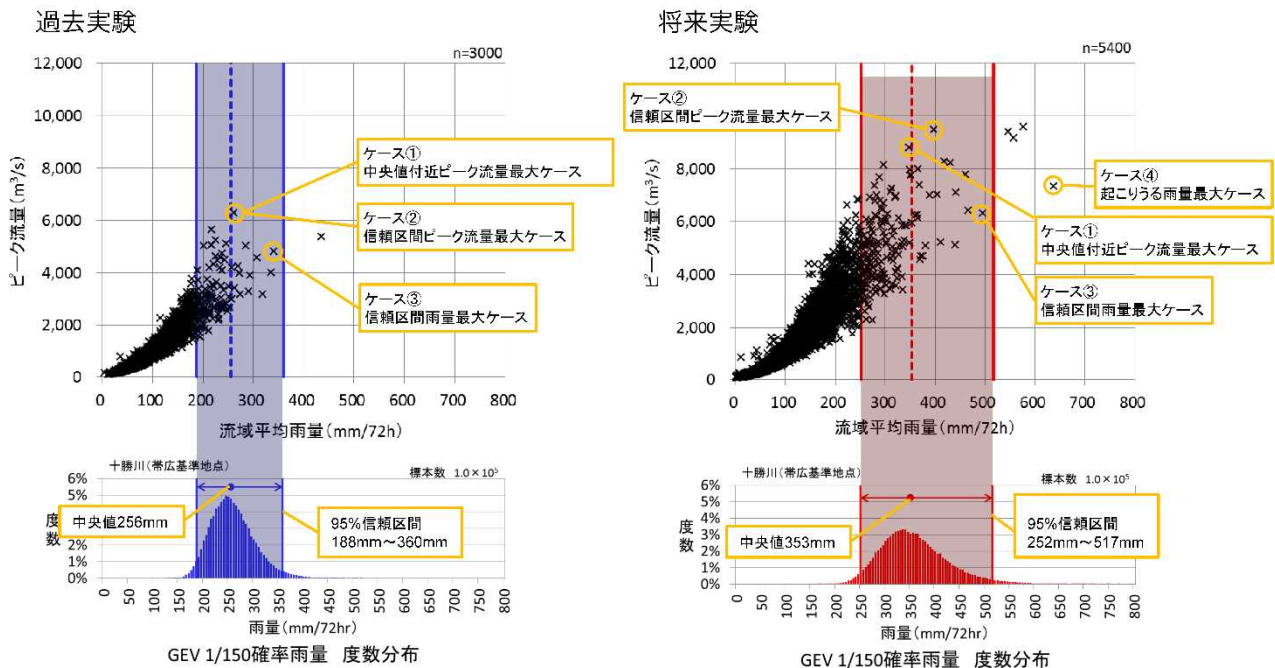 過去実験
n=3000
12,000
10,000
8,000
6,000
4,000
2,000
0
ピーク流量(m³/s)
0 100 200 300 400 500 600 700 800
流域平均雨量(mm/72h)
ケース①
中央値付近ピーク流量最大ケース
ケース②
信頼区間ピーク流量最大ケース
ケース③
信頼区間雨量最大ケース
十勝川(帯広基準地点)
標本数 1.0×10⁵
6%
5%
4%
3%
2%
1%
0%
度数
中央値256mm
95%信頼区間
188mm～360mm
0 50 100 150 200 250 300 350 400 450 500 550 600 650 700 750 800
雨量(mm/72hr)
GEV 1/150確率雨量 度数分布
将来実験
n=5400
12,000
10,000
8,000
6,000
4,000
2,000
0
ピーク流量(m³/s)
0 100 200 300 400 500 600 700 800
流域平均雨量(mm/72h)
ケース②
信頼区間ピーク流量最大ケース
ケース④
起こりうる雨量最大ケース
ケース①
中央値付近ピーク流量最大ケース
ケース③
信頼区間雨量最大ケース
十勝川(帯広基準地点)
標本数 1.0×10⁵
6%
5%
4%
3%
2%
1%
0%
度数
中央値353mm
95%信頼区間
252mm～517mm
0 50 100 150 200 250 300 350 400 450 500 550 600 650 700 750 800
雨量(mm/72hr)
GEV 1/150確率雨量 度数分布